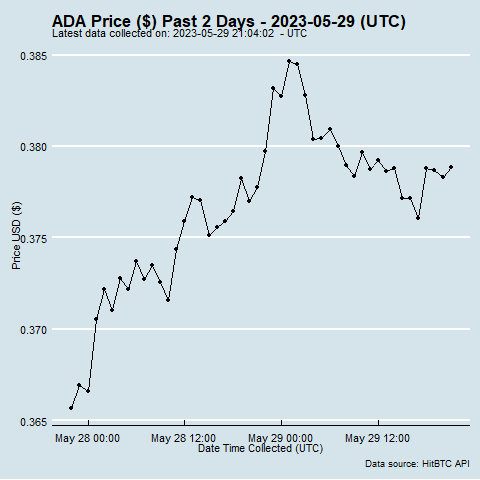 ADA Price ($) Past 2 Days - 2023-05-29 (UTC)
Latest data collected on: 2023-05-29 21:04:02 - UTC
0.385
0.380
0.375
0.370
0.365
Price USD ($)
May 28 00:00 May 28 12:00 May 29 00:00 May 29 12:00
Date Time Collected (UTC)
Data source: HitBTC API